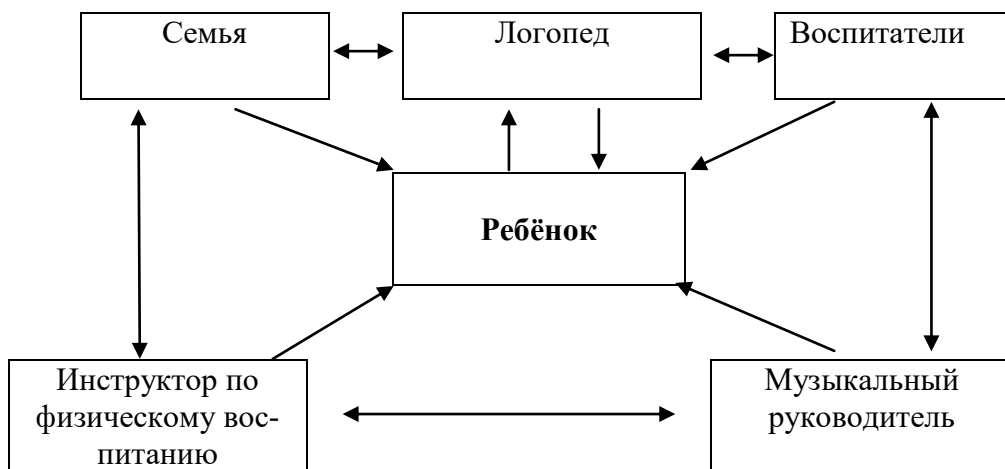 Семья
Логопед
Воспитатели
Ребёнок
Инструктор по
физическому вос-
питанию
Музыкальный
руководитель